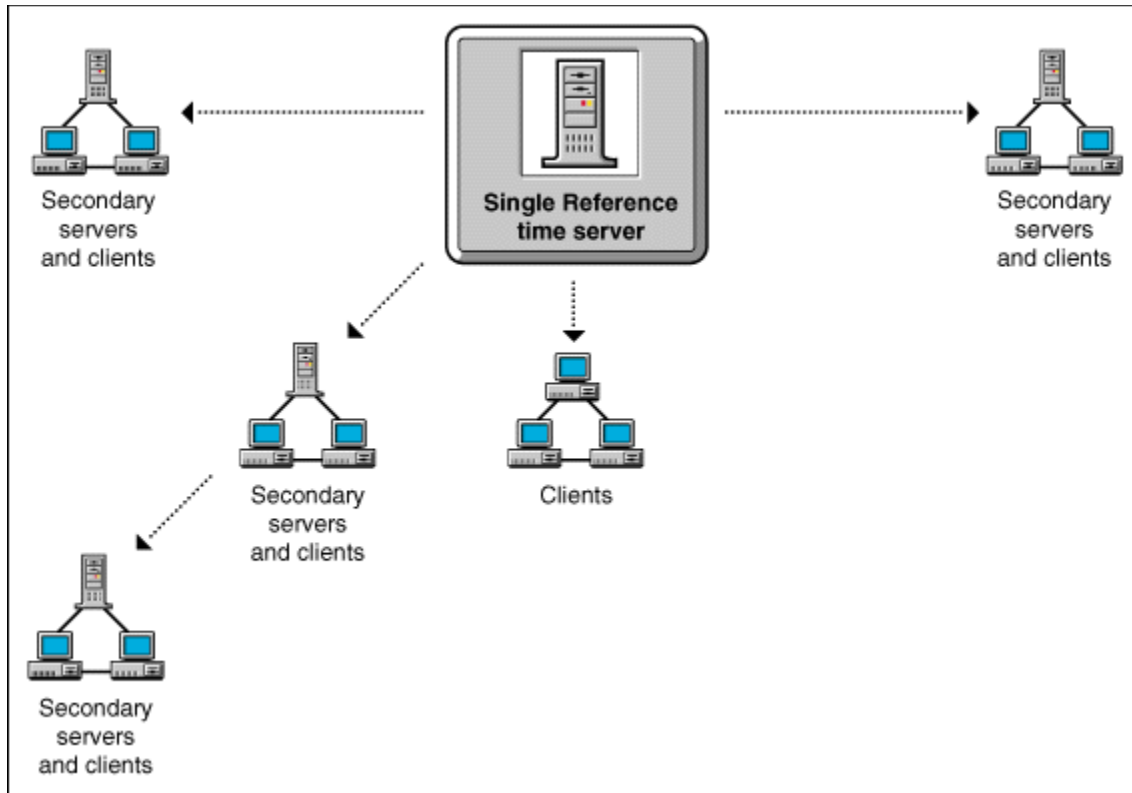 Single Reference
time server
Secondary
servers
and clients
Secondary
servers
and clients
Secondary
servers
and clients
Clients
Secondary
servers
and clients